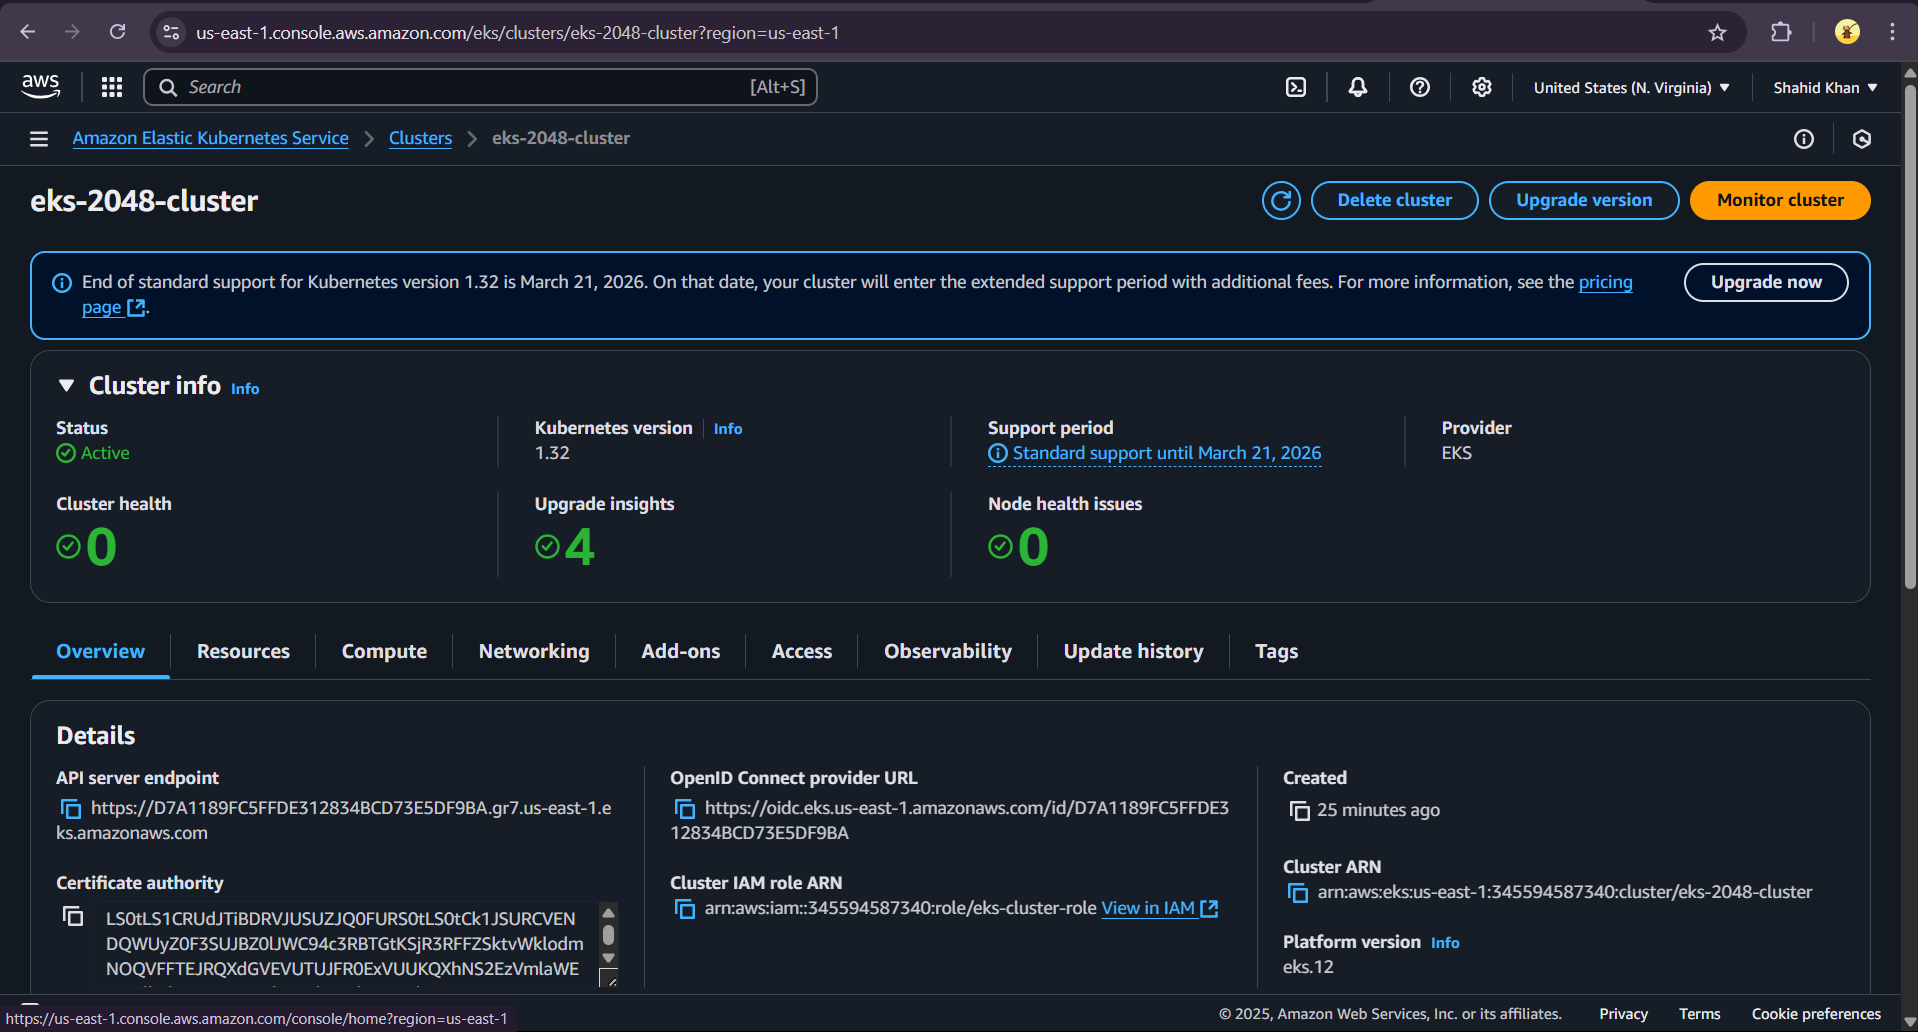 us-east-1.console.aws.amazon.com/eks/clusters/eks-2048-cluster?region=us-east-1
aws
Search [Alt+S]
United States (N. Virginia)
Shahid Khan
Amazon Elastic Kubernetes Service
Clusters
eks-2048-cluster
eks-2048-cluster
Delete cluster
Upgrade version
Monitor cluster
End of standard support for Kubernetes version 1.32 is March 21, 2026. On that date, your cluster will enter the extended support period with additional fees. For more information, see the pricing
page.
Upgrade now
Cluster info Info
Status
Active
Kubernetes version Info
1.32
Support period
Standard support until March 21, 2026
Provider
EKS
Cluster health
0
Upgrade insights
4
Node health issues
0
Overview
Resources
Compute
Networking
Add-ons
Access
Observability
Update history
Tags
Details
API server endpoint
https://D7A1189FC5FFDE312834BCD73E5DF9BA.gr7.us-east-1.e
ks.amazonaws.com
Certificate authority
LS0tLS1CRUdJTiBDRVJUSUZJQ0FURS0tLS0tCk1JSURCVEN
DQWUyZ0F3SUJBZ0lJWC94c3RBTGtKSjR3RFFZSktvWklodm
NOQVFFTEJRQXdGVEVUTUJFR0ExVUUKQXhNS2EzVmlaWE
OpenID Connect provider URL
https://oidc.eks.us-east-1.amazonaws.com/id/D7A1189FC5FFDE3
12834BCD73E5DF9BA
Cluster IAM role ARN
arn:aws:iam::345594587340:role/eks-cluster-role View in IAM
Created
25 minutes ago
Cluster ARN
arn:aws:eks:us-east-1:345594587340:cluster/eks-2048-cluster
Platform version Info
eks.12
https://us-east-1.console.aws.amazon.com/console/home?region=us-east-1
© 2025, Amazon Web Services, Inc. or its affiliates.
Privacy
Terms
Cookie preferences